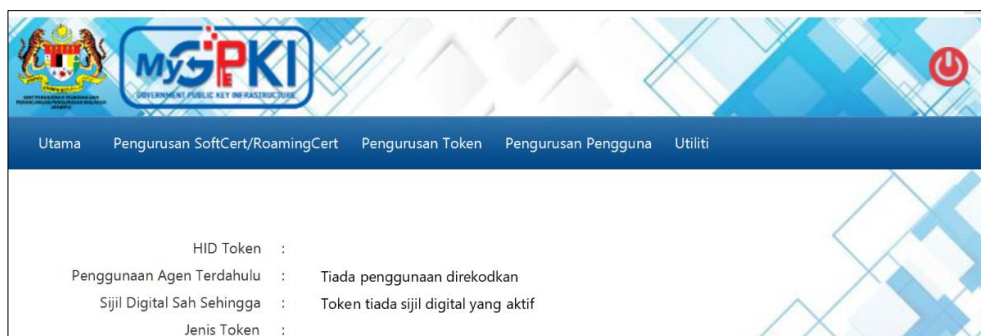 MyGPKI
GOVERNMENT PUBLIC KEY INFRASTRUCTURE
Utama Pengurusan SoftCert/RoamingCert Pengurusan Token Pengurusan Pengguna Utiliti
HID Token :
Penggunaan Agen Terdahulu : Tiada penggunaan direkodkan
Sijil Digital Sah Sehingga : Token tiada sijil digital yang aktif
Jenis Token :